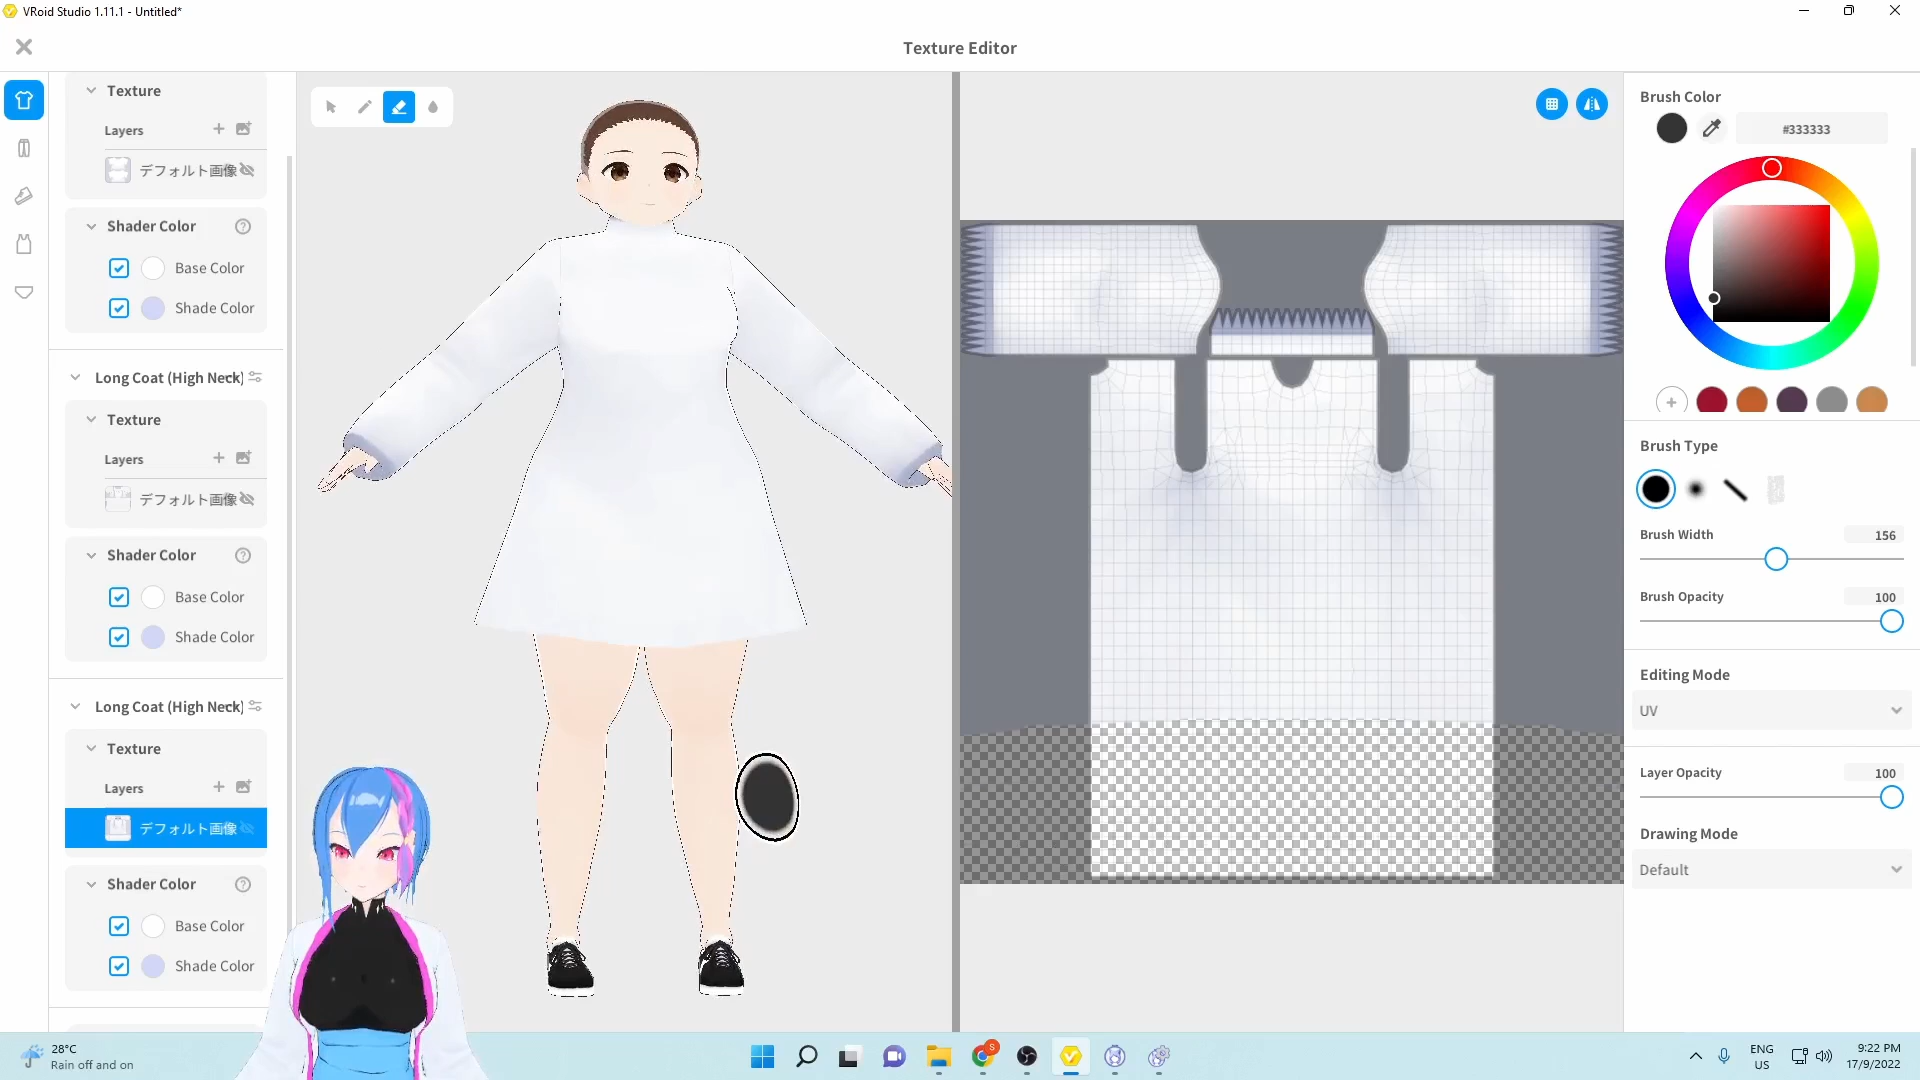 VRoid Studio 1.11.1 - Untitled*
Texture Editor
Texture
Layers
デフォルト画像
Shader Color
Base Color
Shade Color
Long Coat (High Neck)
Texture
Layers
デフォルト画像
Shader Color
Base Color
Shade Color
Long Coat (High Neck)
Texture
Layers
デフォルト画像
Shader Color
Base Color
Shade Color
Brush Color
#333333
Brush Type
Brush Width
156
Brush Opacity
100
Editing Mode
UV
Layer Opacity
100
Drawing Mode
Default
28°C
Rain off and on
S
ENG
US
9:22 PM
17/9/2022